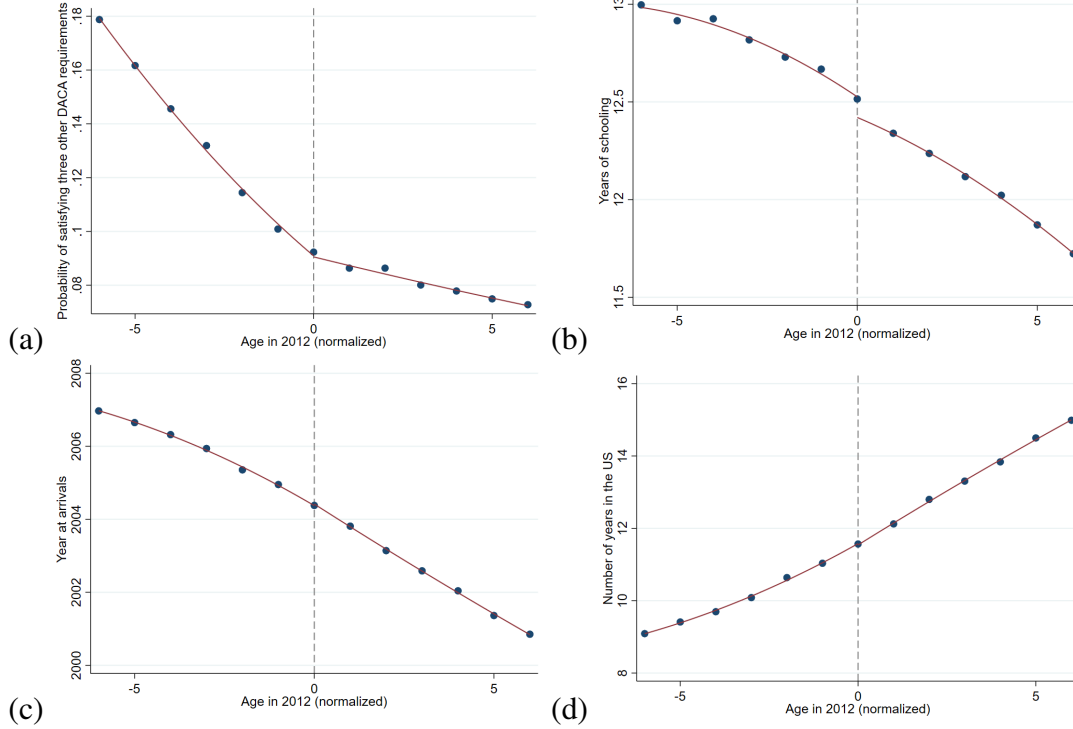 Probability of satisfying three other DACA requirements
.18
.16
.14
.12
.1
.08
-5
0
5
Age in 2012 (normalized)
(a)
Years of schooling
13
12.5
12
11.5
-5
0
5
Age in 2012 (normalized)
(b)
Year at arrivals
2008
2006
2004
2002
2000
-5
0
5
Age in 2012 (normalized)
(c)
Number of years in the US
16
14
12
10
8
-5
0
5
Age in 2012 (normalized)
(d)